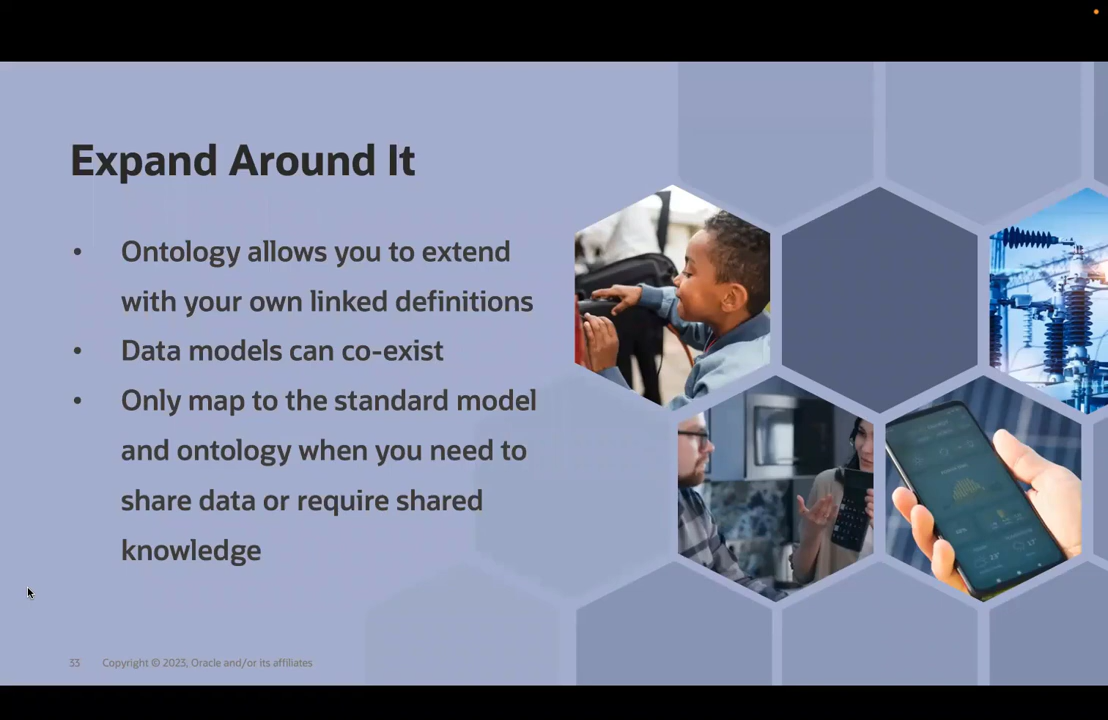 Expand Around It
• Ontology allows you to extend
with your own linked definitions
• Data models can co-exist
• Only map to the standard model
and ontology when you need to
share data or require shared
knowledge
33 Copyright © 2023, Oracle and/or its affiliates